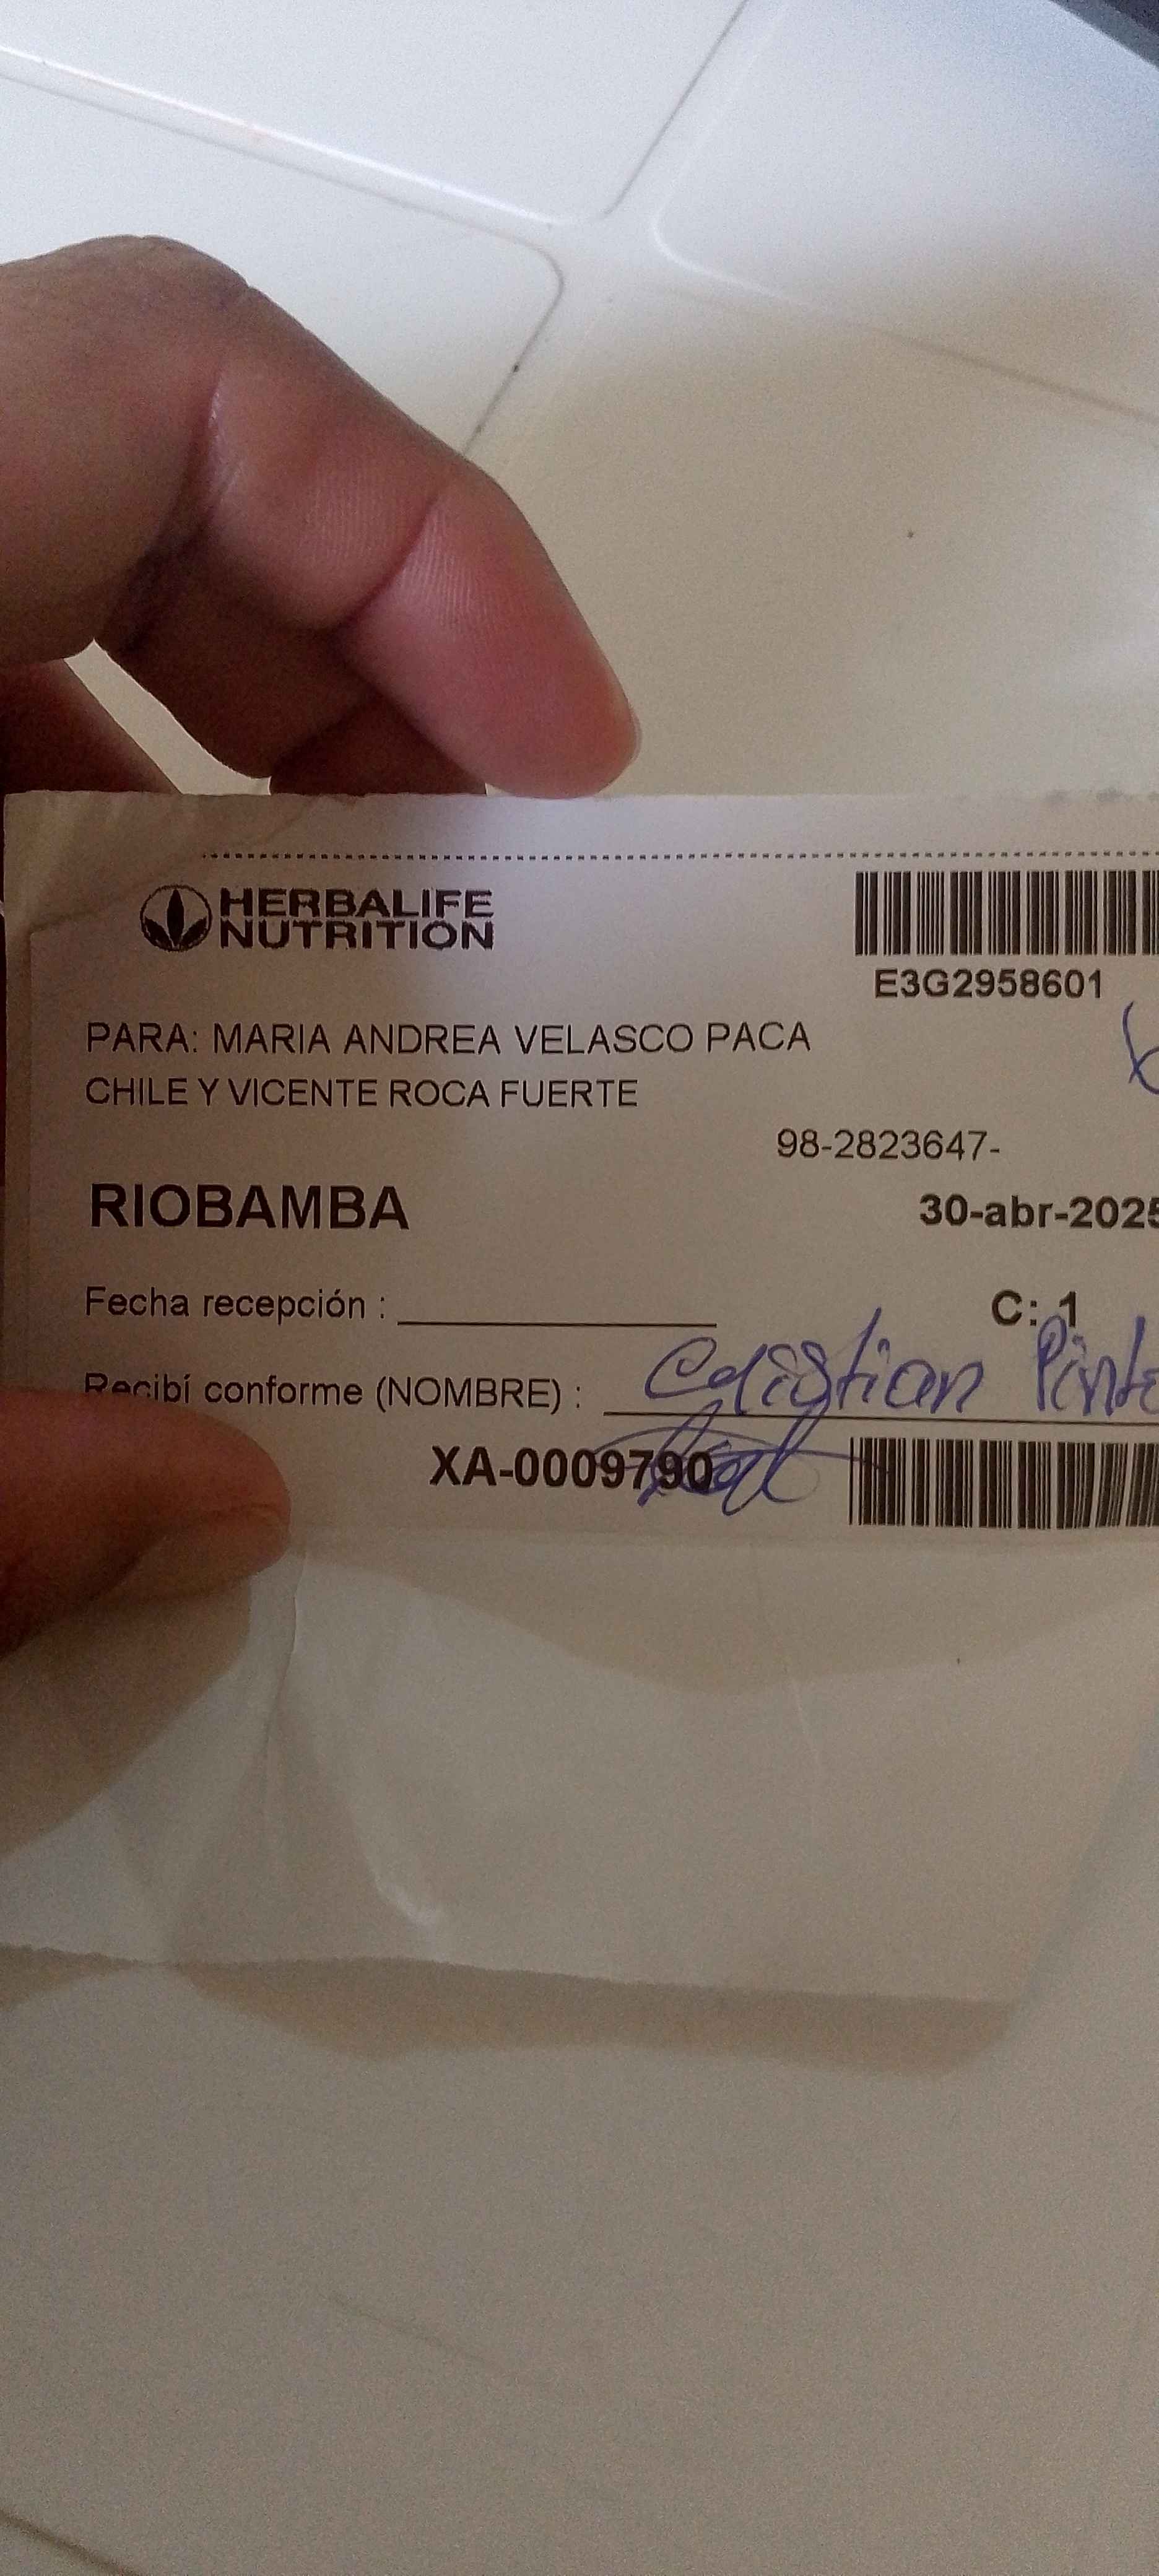 HERBALIFE
NUTRITION
E3G2958601
PARA: MARIA ANDREA VELASCO PACA
CHILE Y VICENTE ROCA FUERTE
98-2823647-
RIOBAMBA
30-abr-2025
Fecha recepción :
C: 1
Recibí conforme (NOMBRE) : Cristian
XA-0009790